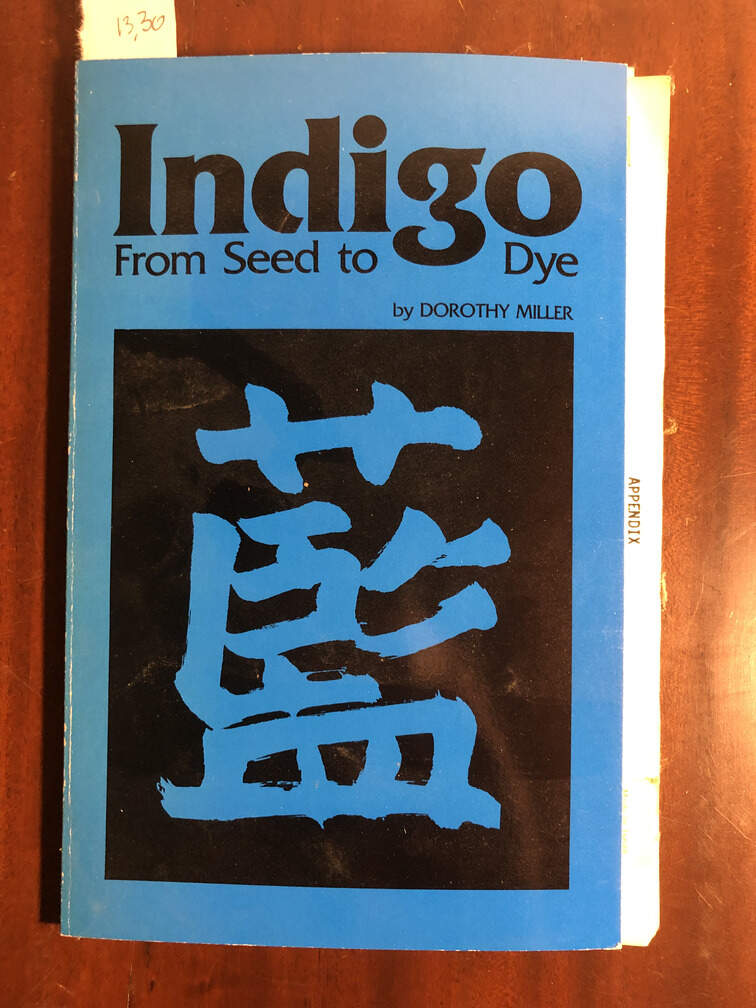 13,30
Indigo
From Seed to Dye
by DOROTHY MILLER
藍
APPENDIX